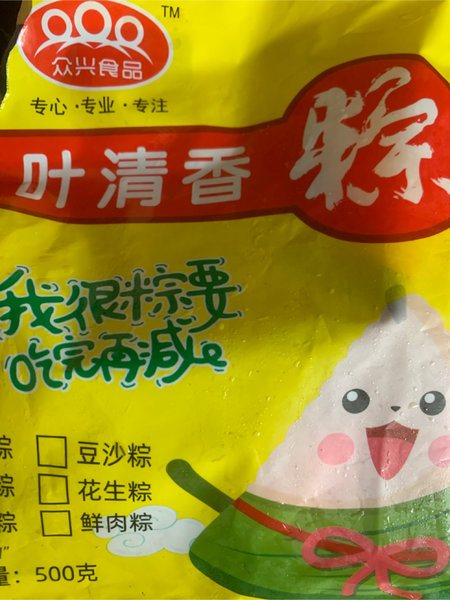 TM
众兴食品
专心·专业·专注
叶清香 粽
我很粽要
吃完再减
粽 豆沙粽
粽 花生粽
粽 鲜肉粽
量：500克